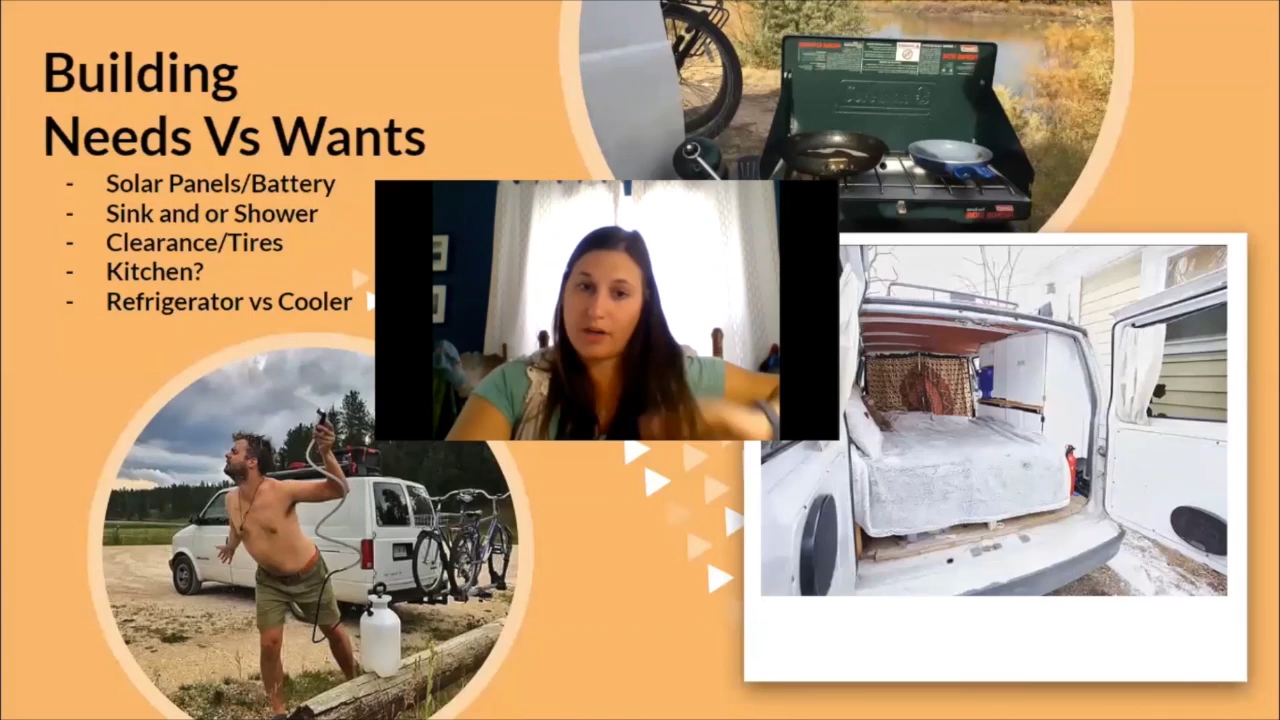 Building
Needs Vs Wants
- Solar Panels/Battery
- Sink and or Shower
- Clearance/Tires
- Kitchen?
- Refrigerator vs Cooler